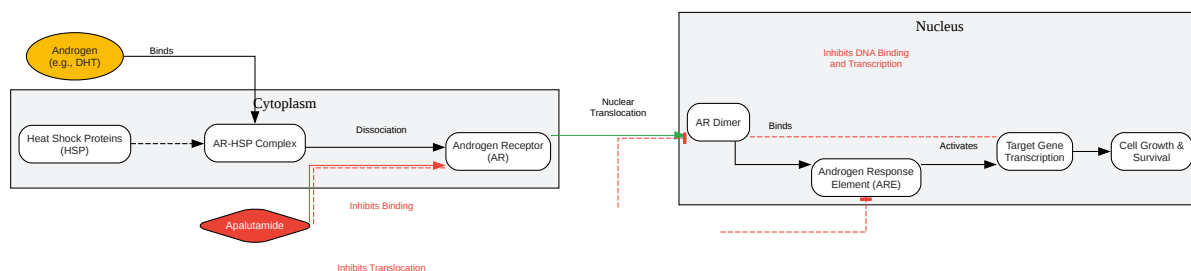 Androgen
(e.g., DHT)
Binds
Cytoplasm
Heat Shock Proteins
(HSP)
AR-HSP Complex
Dissociation
Androgen Receptor
(AR)
Apalutamide
Inhibits Binding
Inhibits Translocation
Nuclear
Translocation
Nucleus
Inhibits DNA Binding
and Transcription
AR Dimer
Binds
Androgen Response
Element (ARE)
Activates
Target Gene
Transcription
Cell Growth &
Survival